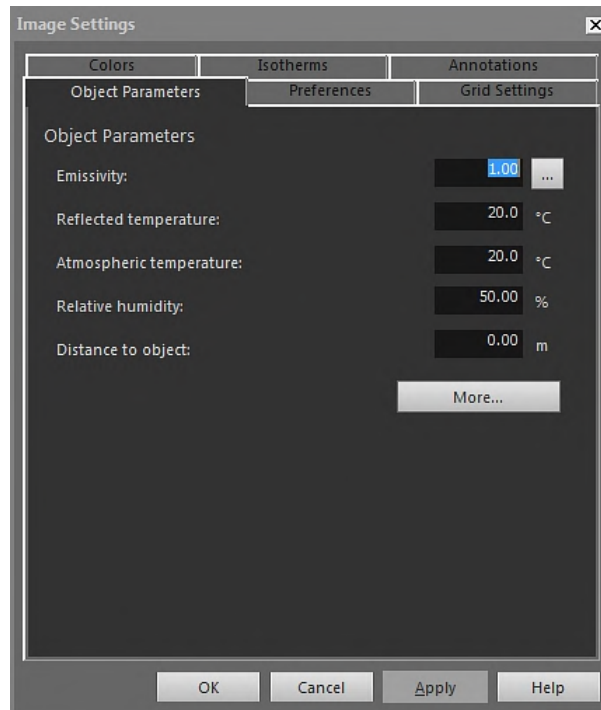 Image Settings
Colors Isotherms Annotations
Object Parameters Preferences Grid Settings
Object Parameters
Emissivity: 1.00 ...
Reflected temperature: 20.0 °C
Atmospheric temperature: 20.0 °C
Relative humidity: 50.00 %
Distance to object: 0.00 m
More...
OK Cancel Apply Help